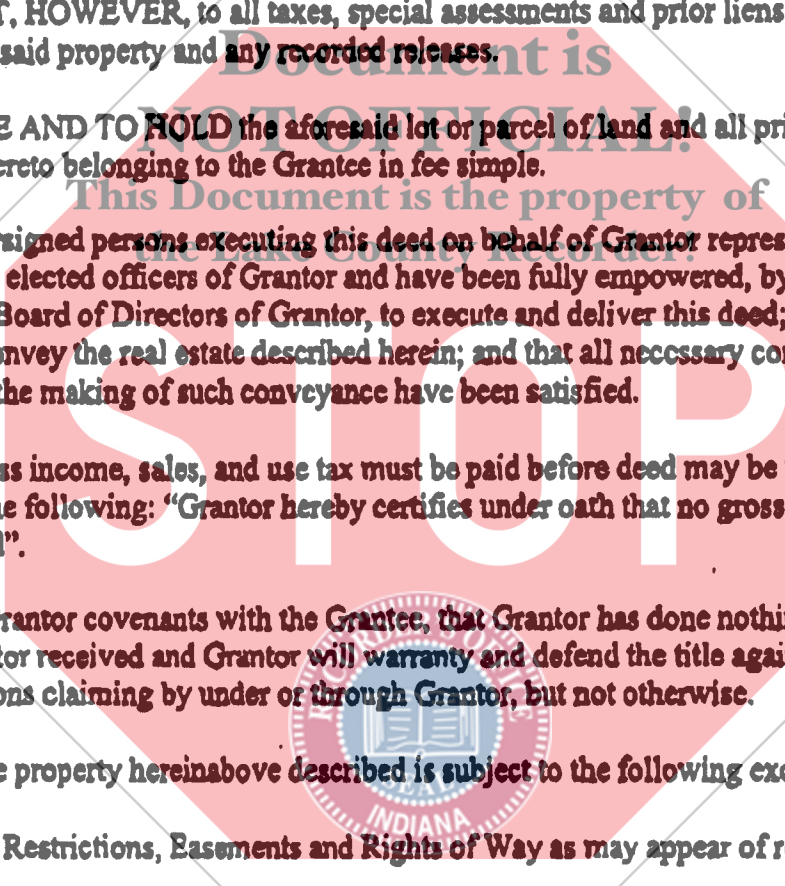 T, HOWEVER, to all taxes, special assessments and prior liens
said property and any recorded releases.
Document is
NOT OFFICIAL!
E AND TO HOLD the aforesaid lot or parcel of land and all pri
ereto belonging to the Grantee in fee simple.
This Document is the property of
the Lake County Recorder!
rsigned persons executing this deed on behalf of Grantor repres
elected officers of Grantor and have been fully empowered, by
Board of Directors of Grantor, to execute and deliver this deed;
onvey the real estate described herein; and that all necessary con
the making of such conveyance have been satisfied.
STOP
ss income, sales, and use tax must be paid before deed may be
e following: “Grantor hereby certifies under oath that no gross
l”.
rantor covenants with the Grantee, that Grantor has done nothi
tor received and Grantor will warranty and defend the title agai
ons claiming by under or through Grantor, but not otherwise.
RECORDER'S OFFICE
SEAL
INDIANA
e property hereinabove described is subject to the following exc
Restrictions, Easements and Rights of Way as may appear of r